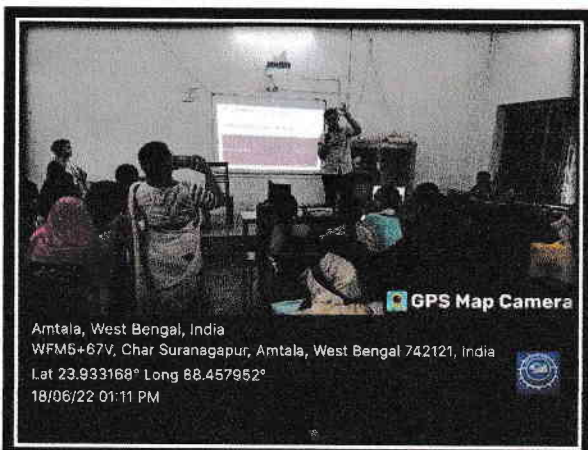 GPS Map Camera
Amtala, West Bengal, India
WFM5+67V, Char Suranagapur, Amtala, West Bengal 742121, India
Lat 23.933168° Long 88.457952°
18/06/22 01:11 PM